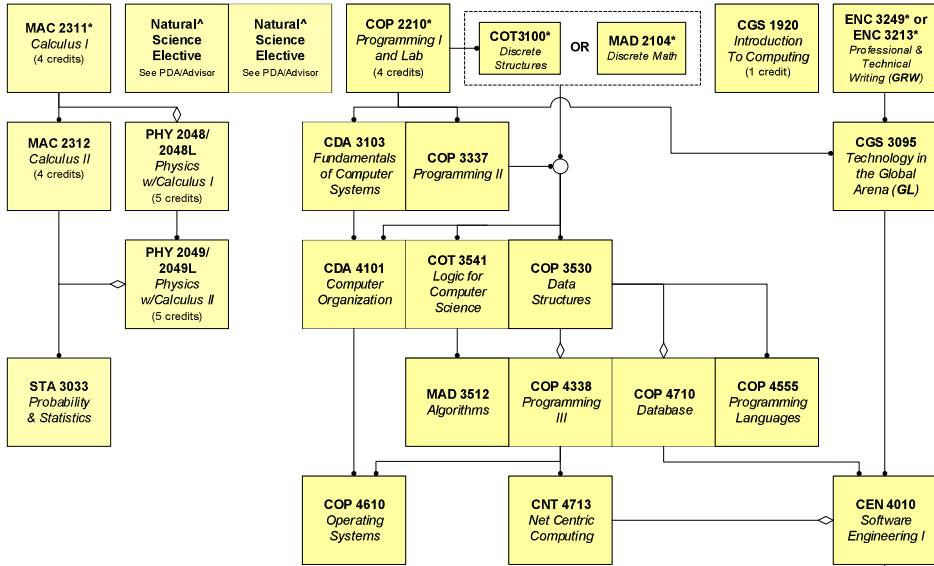 MAC 2311*
Calculus I
(4 credits)
Natural^
Science
Elective
See PDA/Advisor
Natural^
Science
Elective
See PDA/Advisor
COP 2210*
Programming I
and Lab
(4 credits)
COT3100*
Discrete
Structures
OR
MAD 2104*
Discrete Math
CGS 1920
Introduction
To Computing
(1 credit)
ENC 3249* or
ENC 3213*
Professional &
Technical
Writing (GRW)
MAC 2312
Calculus II
(4 credits)
PHY 2048/
2048L
Physics
w/Calculus I
(5 credits)
CDA 3103
Fundamentals
of Computer
Systems
COP 3337
Programming II
CGS 3095
Technology in
the Global
Arena (GL)
PHY 2049/
2049L
Physics
w/Calculus II
(5 credits)
CDA 4101
Computer
Organization
COT 3541
Logic for
Computer
Science
COP 3530
Data
Structures
STA 3033
Probability
& Statistics
MAD 3512
Algorithms
COP 4338
Programming
III
COP 4710
Database
COP 4555
Programming
Languages
COP 4610
Operating
Systems
CNT 4713
Net Centric
Computing
CEN 4010
Software
Engineering I